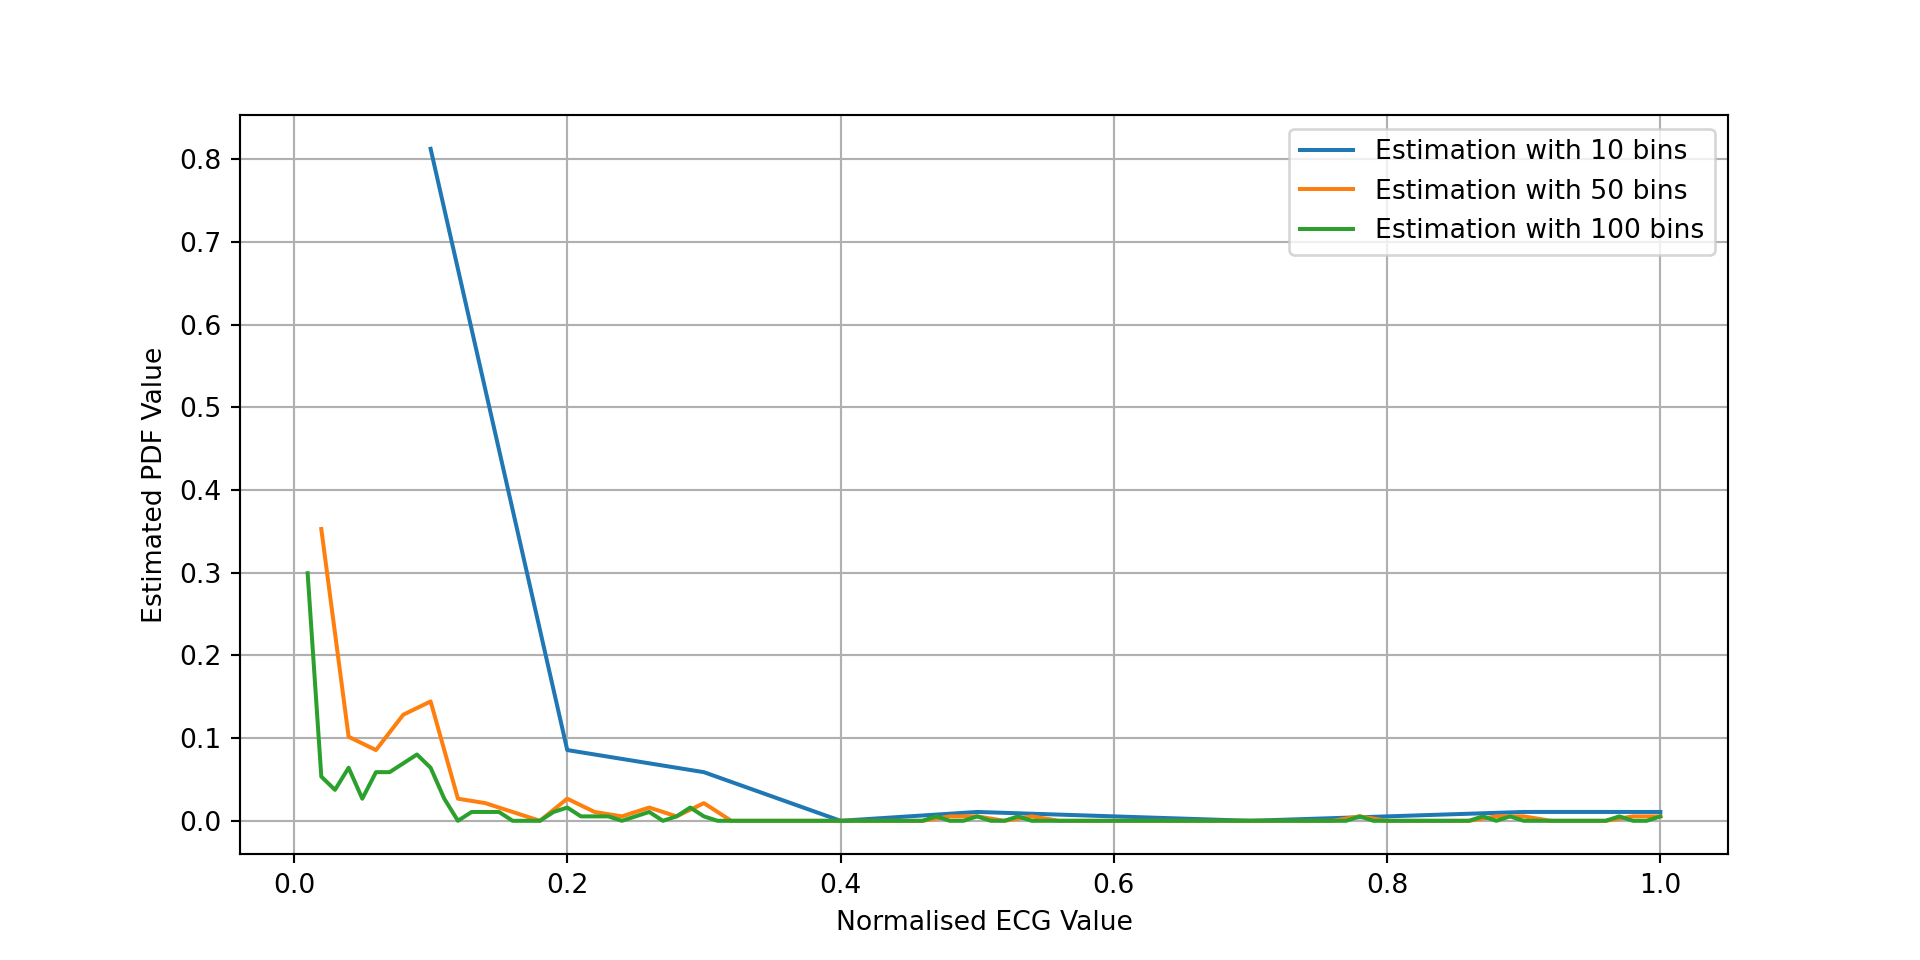 Estimation with 10 bins
Estimation with 50 bins
Estimation with 100 bins
Estimated PDF Value
0.8
0.7
0.6
0.5
0.4
0.3
0.2
0.1
0.0
0.0 0.2 0.4 0.6 0.8 1.0
Normalised ECG Value